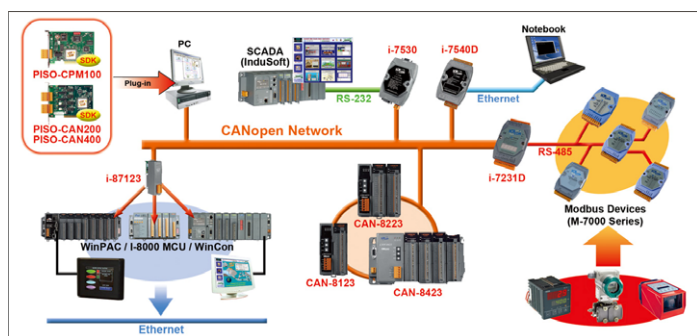 SDK
PISO-CPM100
SDK
PISO-CAN200
PISO-CAN400
Plug-in
PC
SCADA
(InduSoft)
RS-232
i-7530
i-7540D
Ethernet
Notebook
CANopen Network
i-7231D
RS-485
Modbus Devices
(M-7000 Series)
i-87123
WinPAC / I-8000 MCU / WinCon
Ethernet
CAN-8223
CAN-8123
CAN-8423